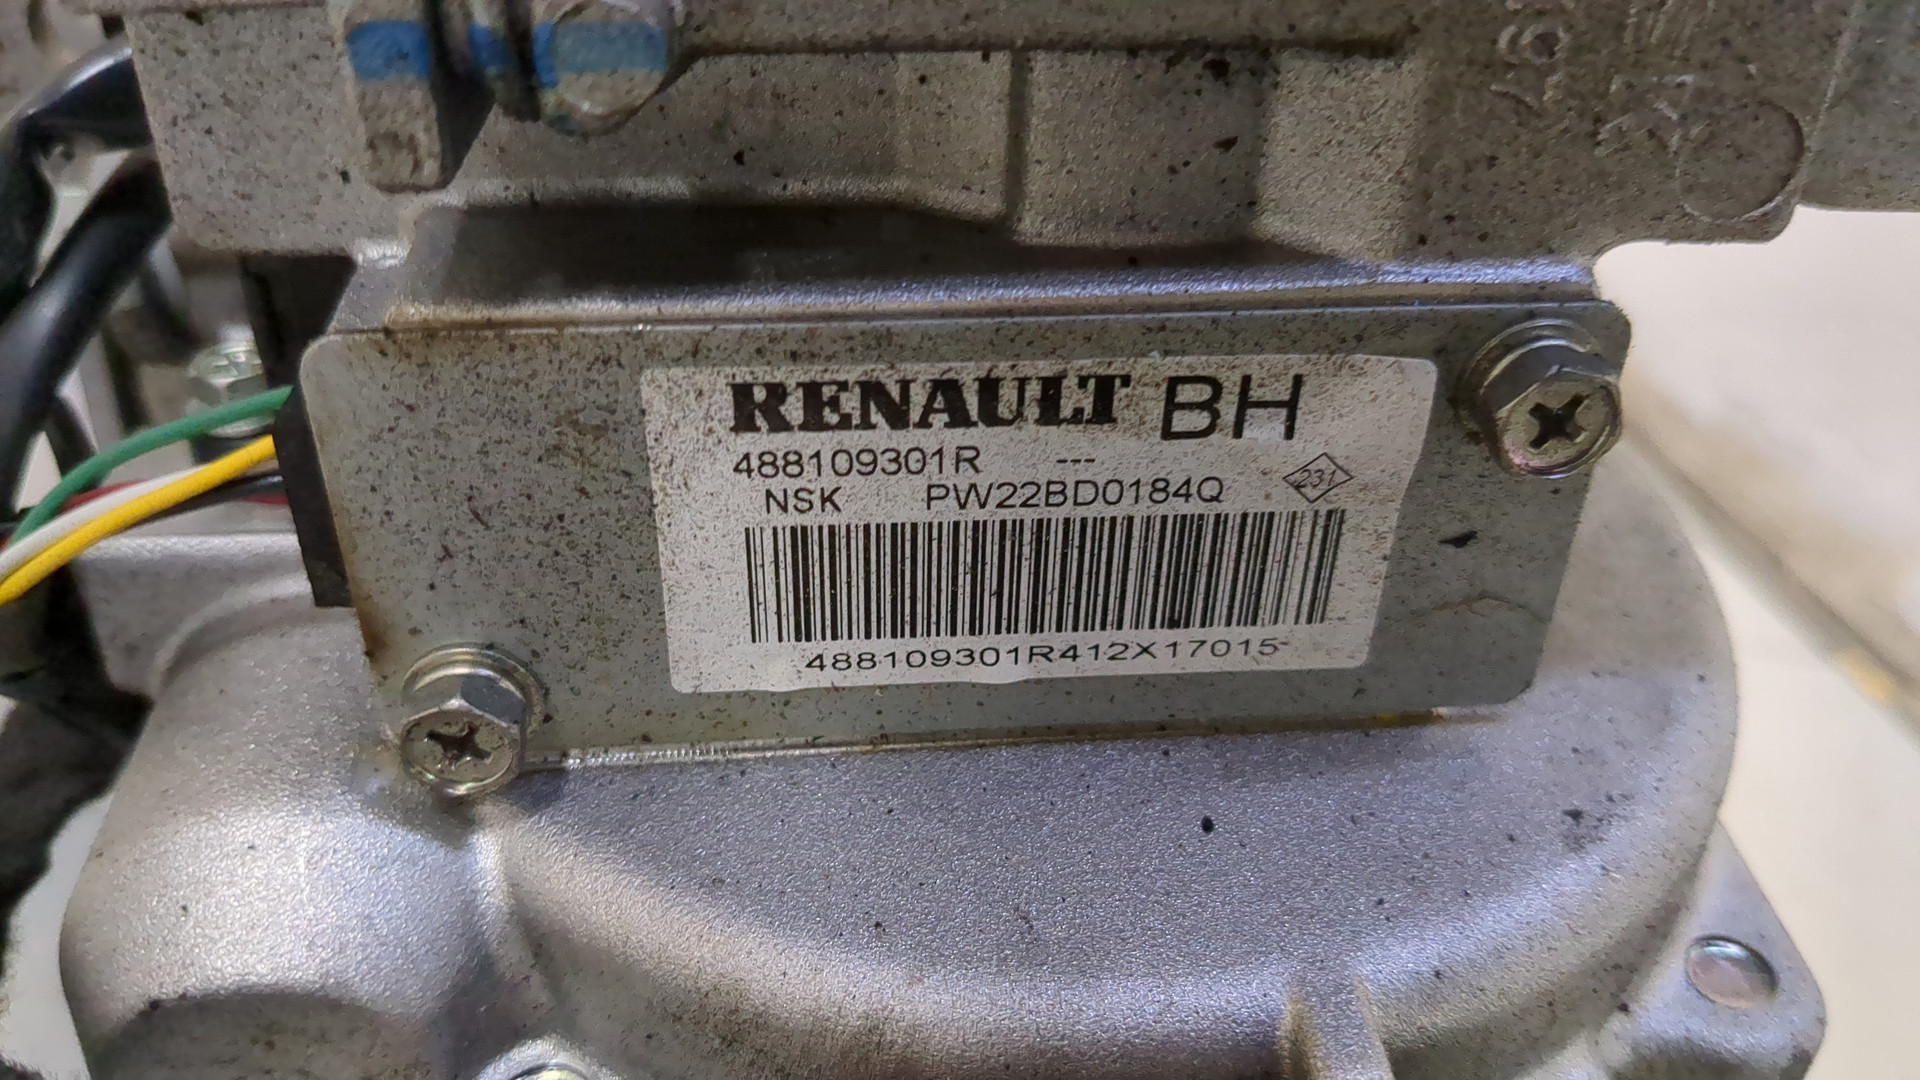 RENAULT BH
488109301R ---
NSK PW22BD0184Q 231
488109301R412X17015